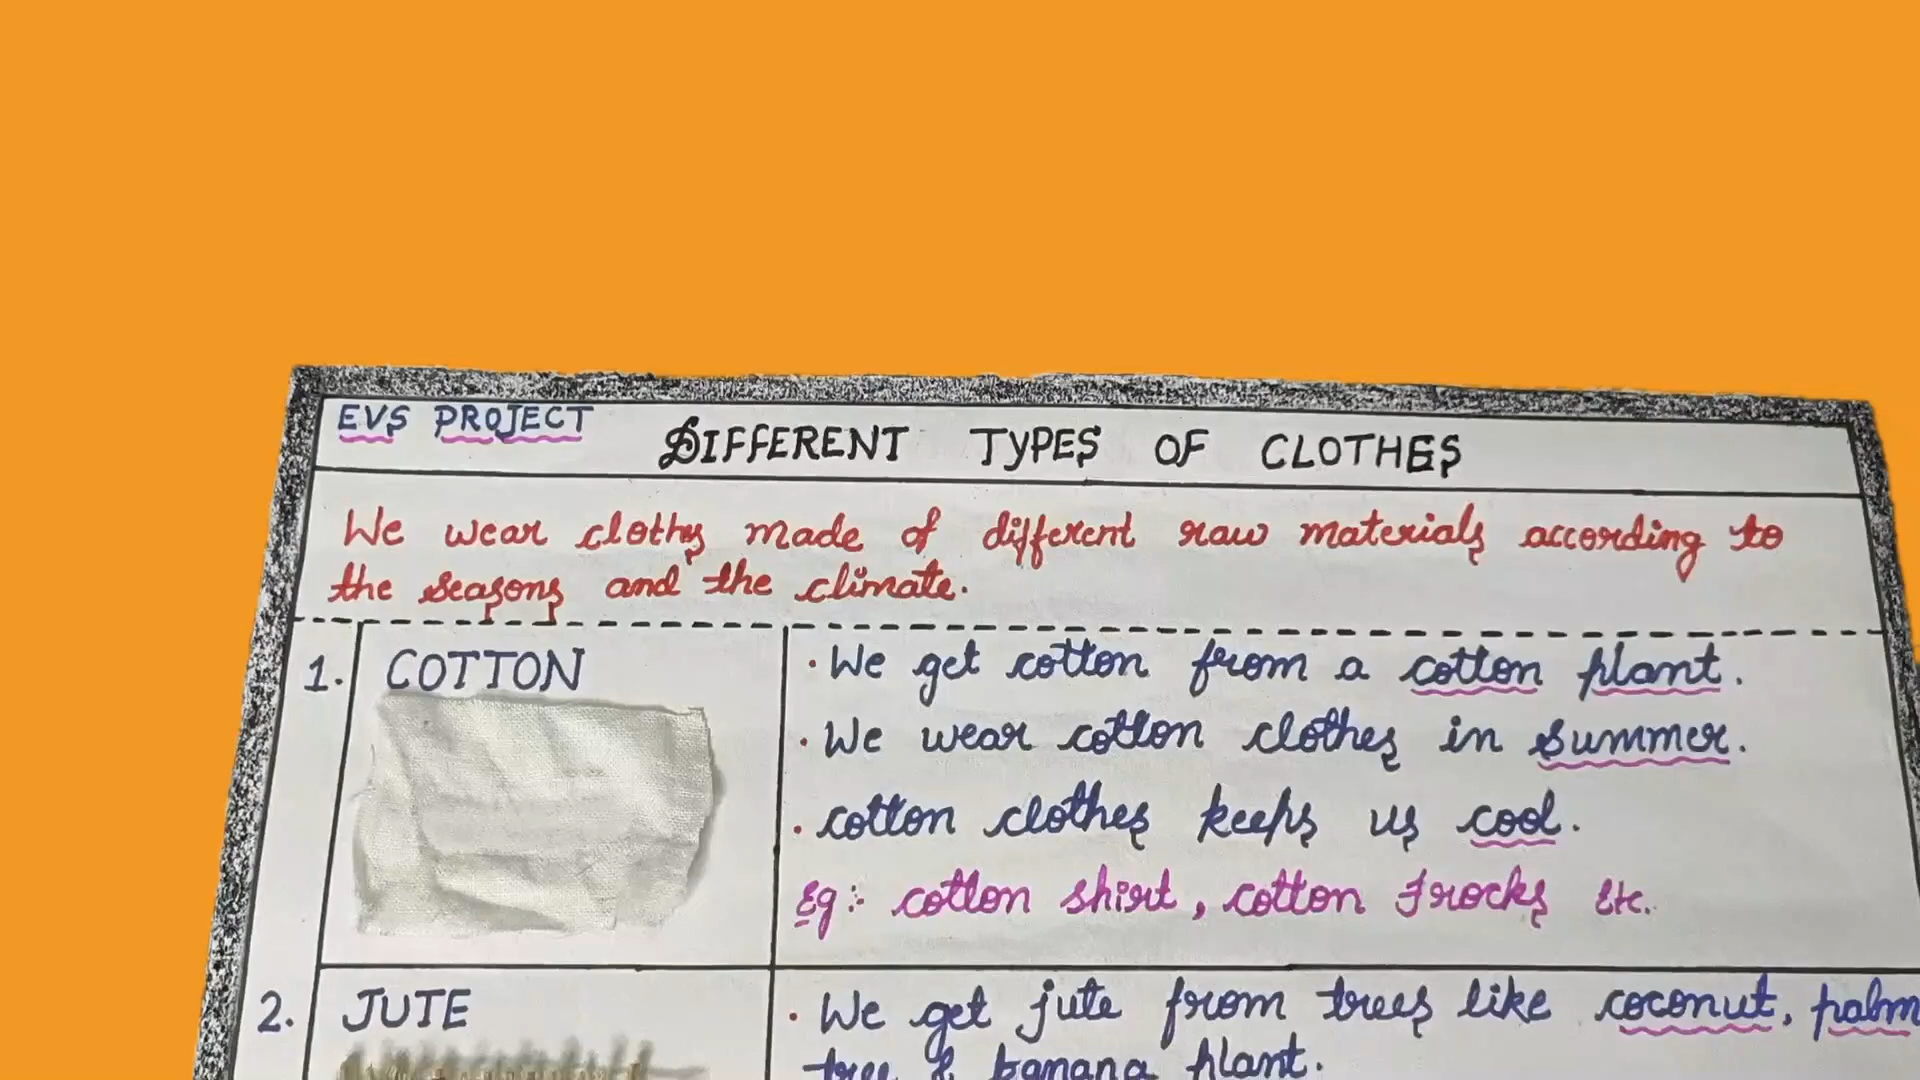 EVS PROJECT
DIFFERENT TYPES OF CLOTHES
We wear clothes made of different raw materials according to
the seasons and the climate.
1. COTTON
· We get cotton from a cotton plant.
· We wear cotton clothes in summer.
· cotton clothes keeps us cool.
Eg :- cotton shirt, cotton frocks Etc.
2. JUTE
· We get jute from trees like coconut, palm
tree & banana plant.